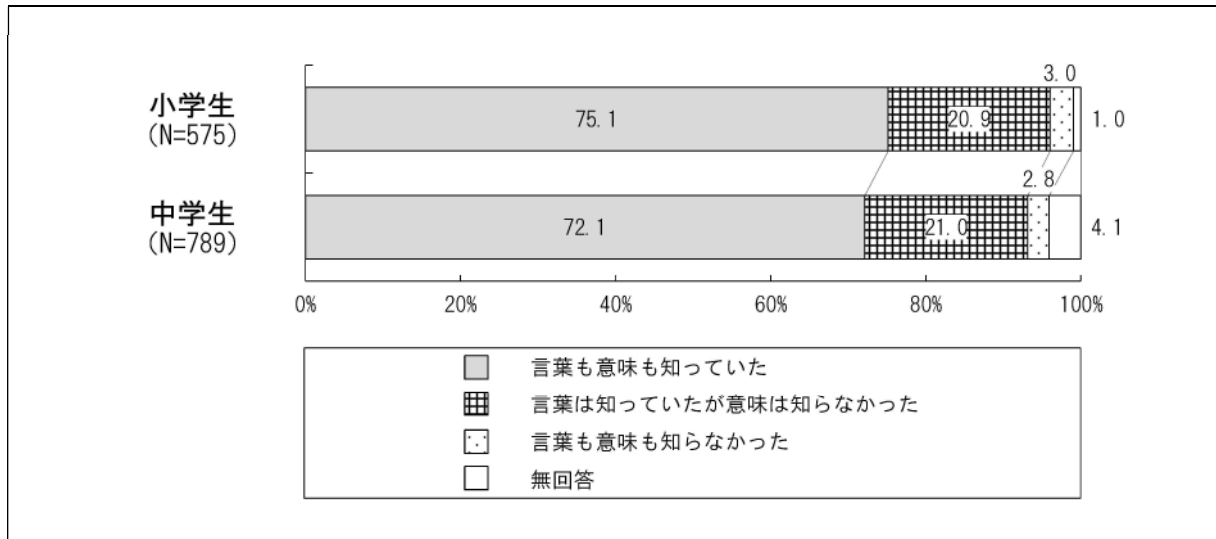 3.0
小学生
(N=575)
75.1
20.9
1.0
2.8
中学生
(N=789)
72.1
21.0
4.1
0% 20% 40% 60% 80% 100%
言葉も意味も知っていた
言葉は知っていたが意味は知らなかった
言葉も意味も知らなかった
無回答